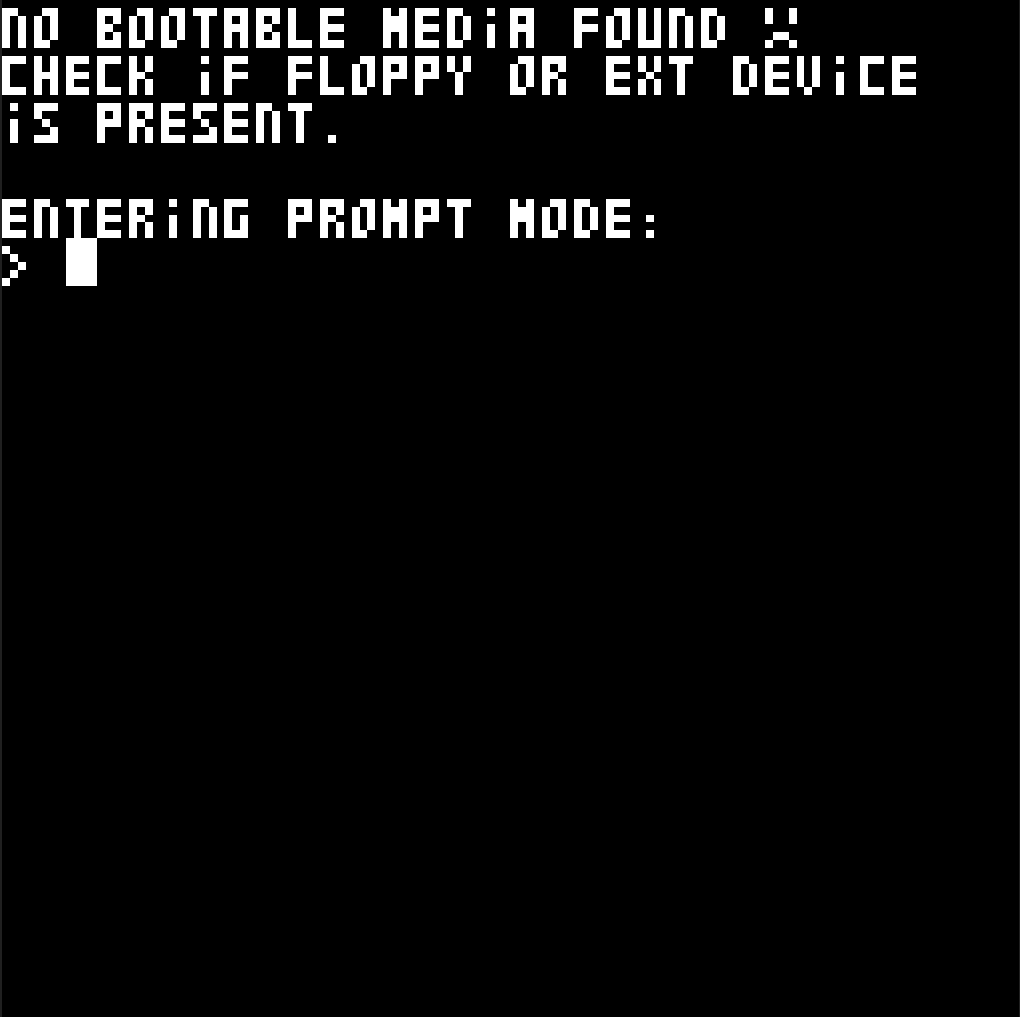 NO BOOTABLE MEDiA FOUND :(
CHECK iF FLOPPY OR EXT DEViCE
iS PRESENT.
ENTERiNG PROMPT MODE:
>